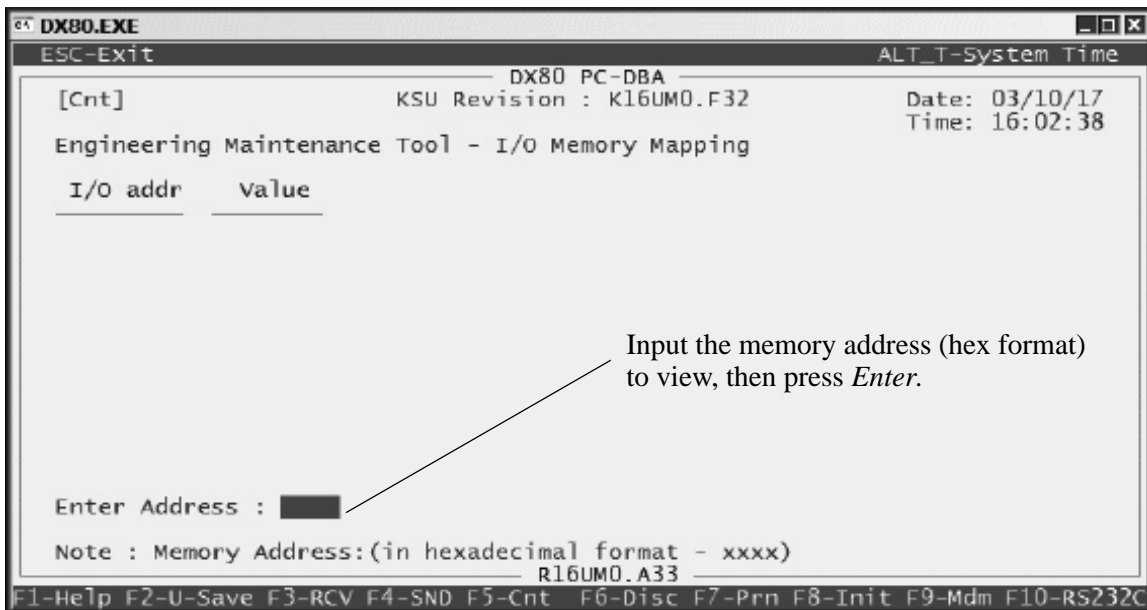 DX80.EXE
ESC-Exit ALT_T-System Time
DX80 PC-DBA
[Cnt] KSU Revision : K16UM0.F32 Date: 03/10/17
Time: 16:02:38
Engineering Maintenance Tool - I/O Memory Mapping
I/O addr Value
Input the memory address (hex format)
to view, then press Enter.
Enter Address :
Note : Memory Address:(in hexadecimal format - xxxx)
R16UM0.A33
F1-Help F2-U-Save F3-RCV F4-SND F5-Cnt F6-Disc F7-Prn F8-Init F9-Mdm F10-RS232C